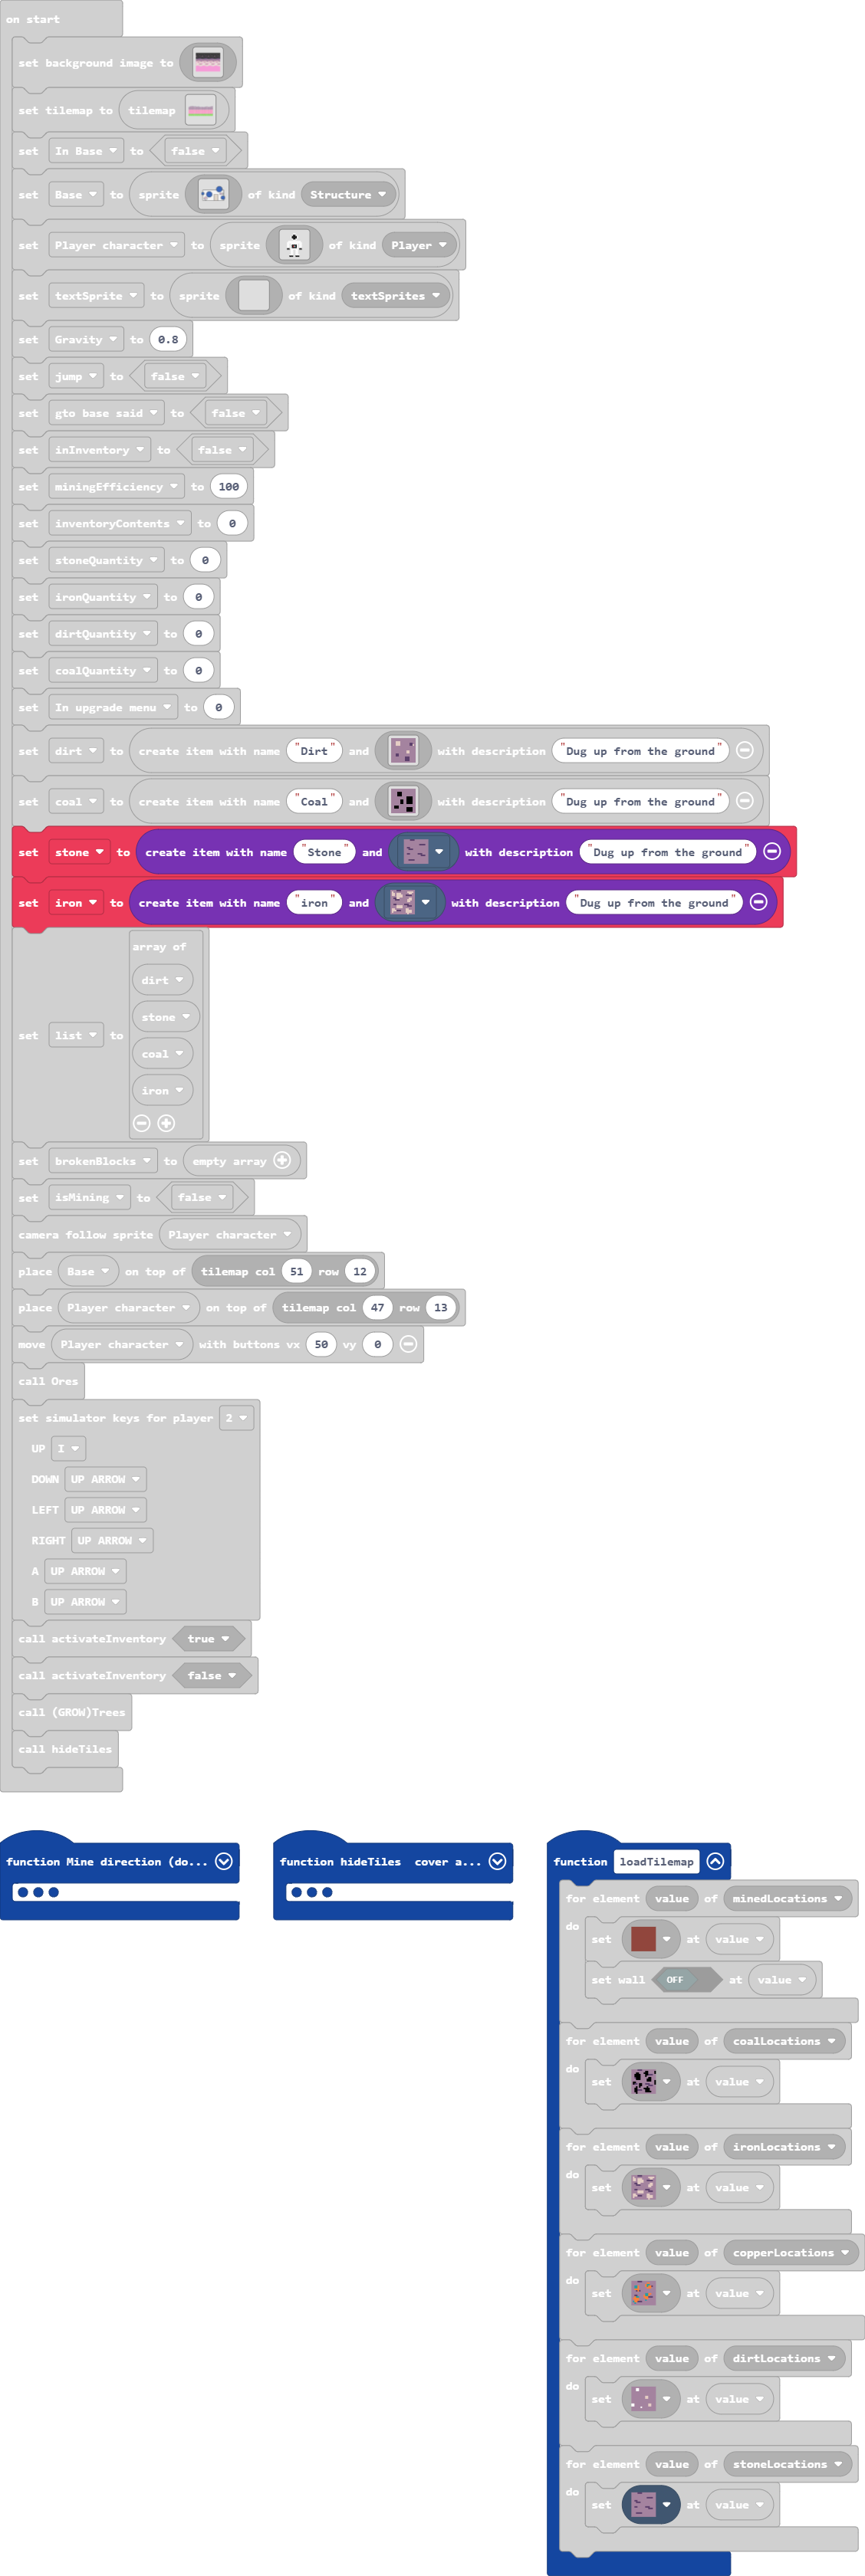 on start
set background image to
set tilemap to tilemap
set In Base to false
set Base to sprite of kind Structure
set Player character to sprite of kind Player
set textSprite to sprite of kind textSprites
set Gravity to 0.8
set jump to false
set gto base said to false
set inInventory to false
set miningEfficiency to 100
set inventoryContents to 0
set stoneQuantity to 0
set ironQuantity to 0
set dirtQuantity to 0
set coalQuantity to 0
set In upgrade menu to 0
set dirt to create item with name "Dirt" and with description "Dug up from the ground"
set coal to create item with name "Coal" and with description "Dug up from the ground"
set stone to create item with name "Stone" and with description "Dug up from the ground"
set iron to create item with name "iron" and with description "Dug up from the ground"
array of
dirt
stone
set list to
coal
iron
set brokenBlocks to empty array
set isMining to false
camera follow sprite Player character
place Base on top of tilemap col 51 row 12
place Player character on top of tilemap col 47 row 13
move Player character with buttons vx 50 vy 0
call Ores
set simulator keys for player 2
UP I
DOWN UP ARROW
LEFT UP ARROW
RIGHT UP ARROW
A UP ARROW
B UP ARROW
call activateInventory true
call activateInventory false
call (GROW)Trees
call hideTiles
function Mine direction (do...
function hideTiles cover a...
function loadTilemap
for element value of minedLocations
do
set at value
set wall OFF at value
for element value of coalLocations
do
set at value
for element value of ironLocations
do
set at value
for element value of copperLocations
do
set at value
for element value of dirtLocations
do
set at value
for element value of stoneLocations
do
set at value